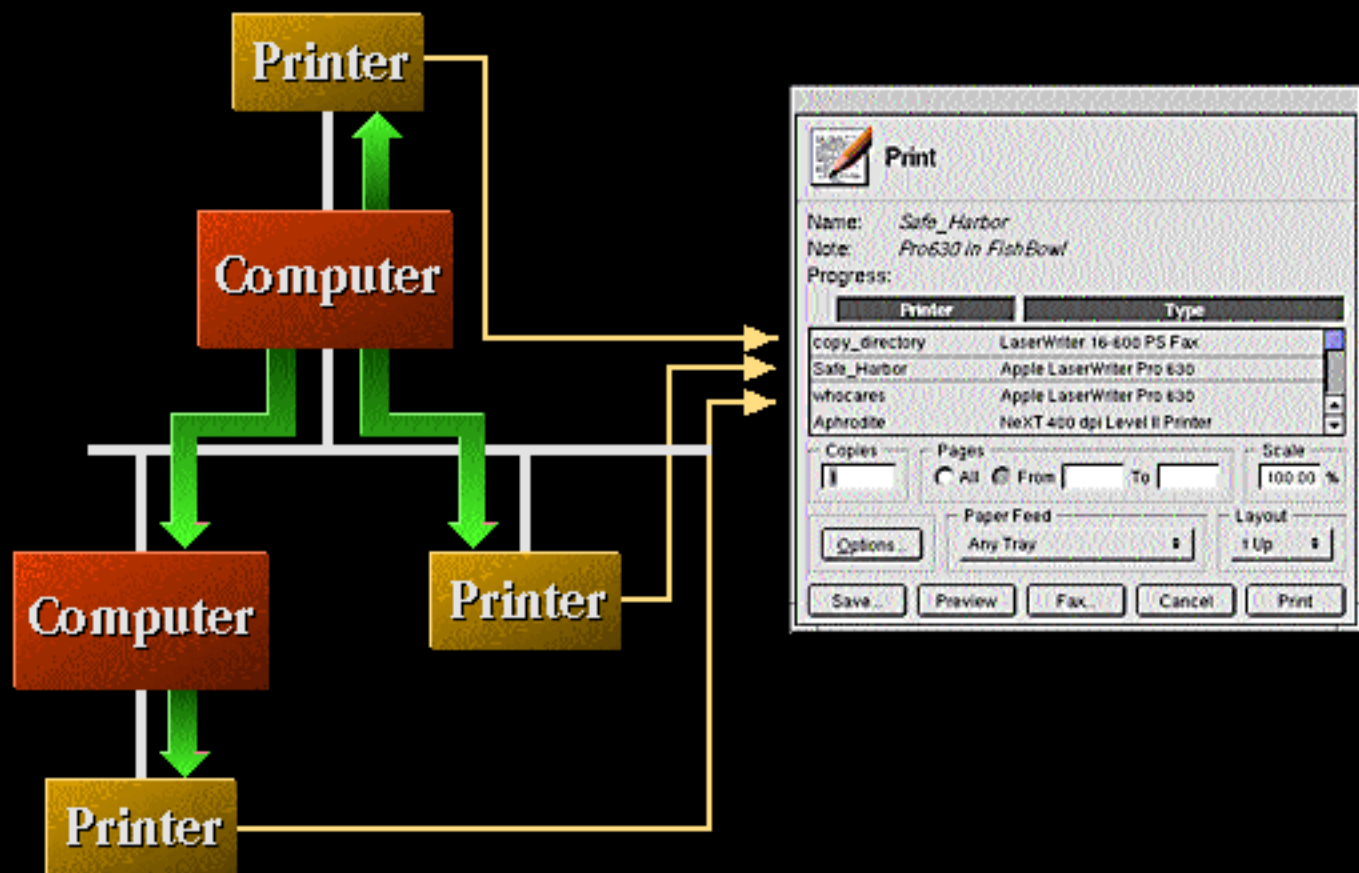 Printer
Computer
Computer
Printer
Printer
Print
Name: Safe_Harbor
Note: Pro630 in FishBowl
Progress:
Printer Type
copy_directory LaserWriter 16-600 PS Fax
Safe_Harbor Apple LaserWriter Pro 630
whocares Apple LaserWriter Pro 630
Aphrodite NeXT 400 dpi Level II Printer
Copies Pages Scale
1 All From To 100.00 %
Paper Feed Layout
Options... Any Tray 1 Up
Save... Preview Fax... Cancel Print